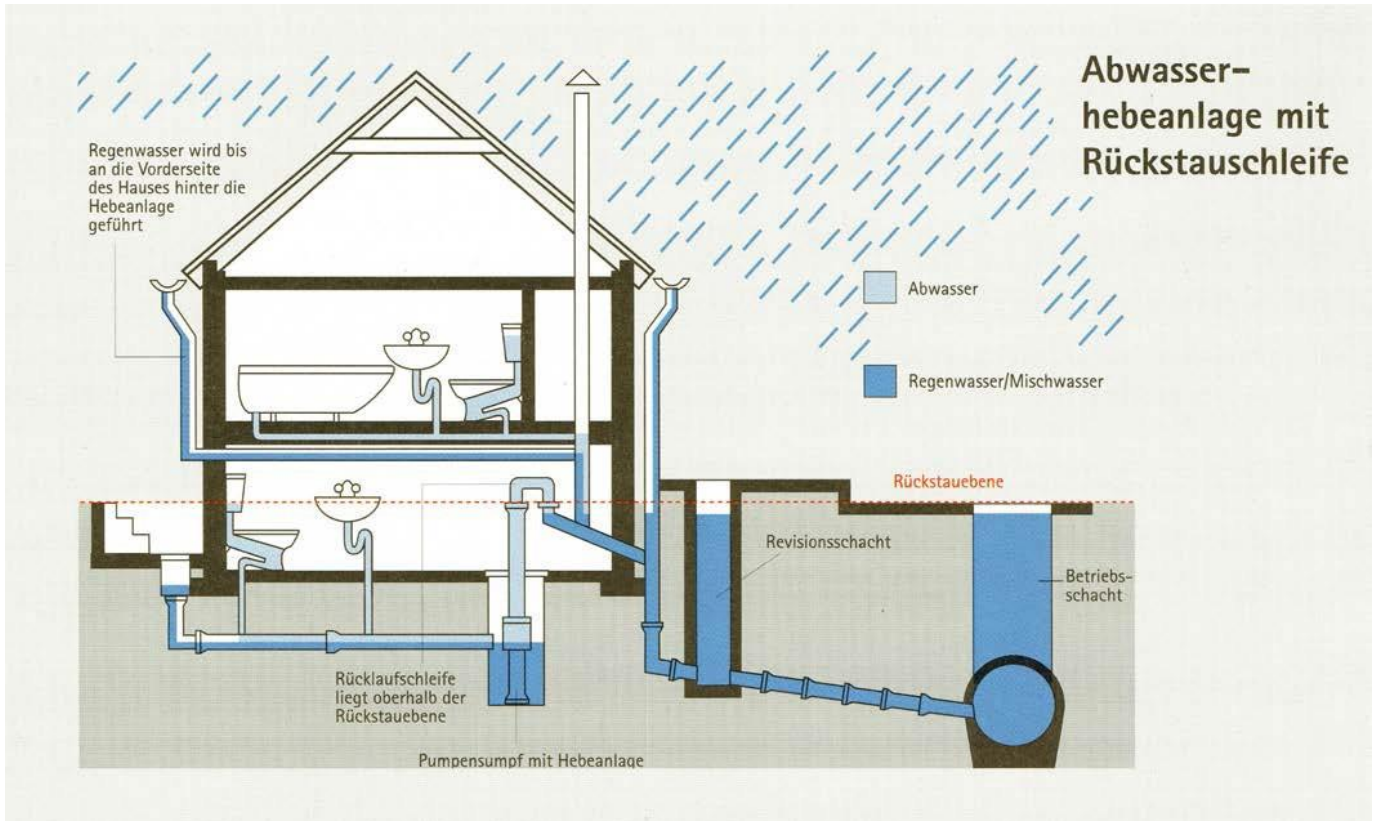 Abwasser-
hebeanlage mit
Rückstauschleife
Regenwasser wird bis
an die Vorderseite
des Hauses hinter die
Hebeanlage
geführt
Abwasser
Regenwasser/Mischwasser
Rückstauebene
Revisionsschacht
Betriebs-
schacht
Rücklaufschleife
liegt oberhalb der
Rückstauebene
Pumpensumpf mit Hebeanlage